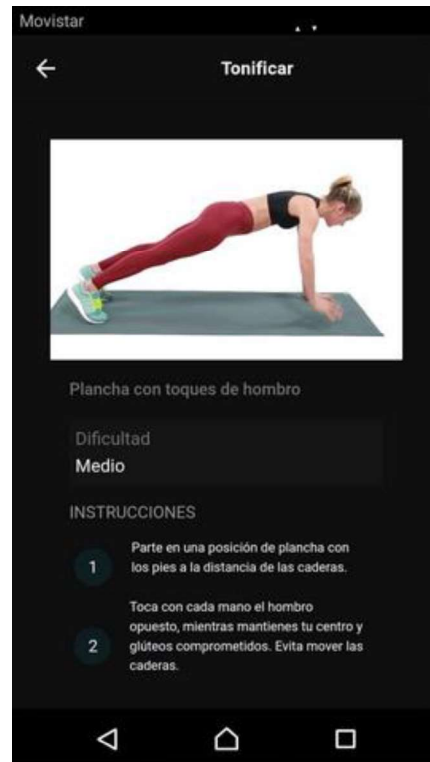 Movistar
Tonificar
Plancha con toques de hombro
Dificultad
Medio
INSTRUCCIONES
1
Parte en una posición de plancha con
los pies a la distancia de las caderas.
2
Toca con cada mano el hombro
opuesto, mientras mantienes tu centro y
glúteos comprometidos. Evita mover las
caderas.